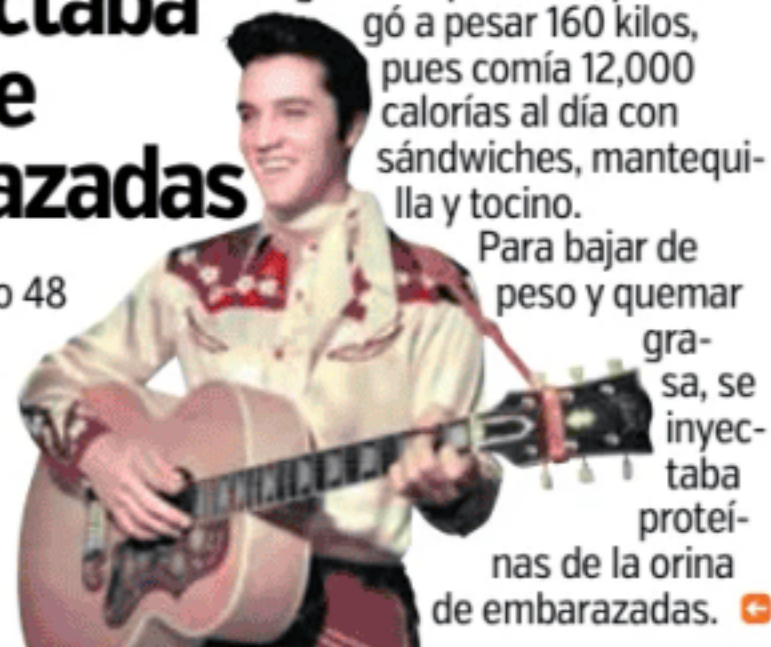 ctaba
e
azadas
o 48
gó a pesar 160 kilos,
pues comía 12,000
calorías al día con
sándwiches, mantequi-
lla y tocino.
Para bajar de
peso y quemar
gra-
sa, se
inyec-
taba
proteí-
nas de la orina
de embarazadas.